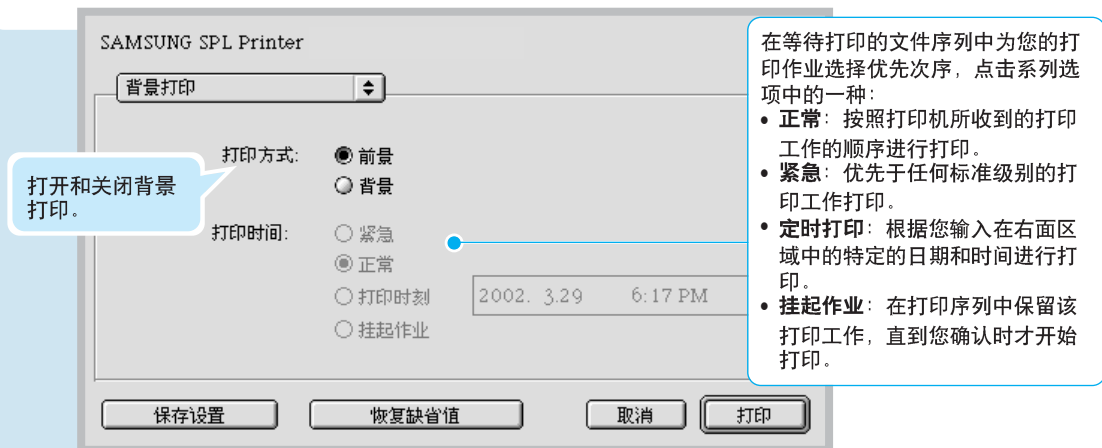 SAMSUNG SPL Printer
背景打印
打印方式:
前景
背景
打印时间:
紧急
正常
打印时刻
2002. 3.29 6:17 PM
挂起作业
保存设置
恢复缺省值
取消
打印
打开和关闭背景
打印。
在等待打印的文件序列中为您的打
印作业选择优先次序，点击系列选
项中的一种：
• 正常：按照打印机所收到的打印
工作的顺序进行打印。
• 紧急：优先于任何标准级别的打
印工作打印。
• 定时打印：根据您输入在右面区
域中的特定的日期和时间进行打
印。
• 挂起作业：在打印序列中保留该
打印工作，直到您确认时才开始
打印。